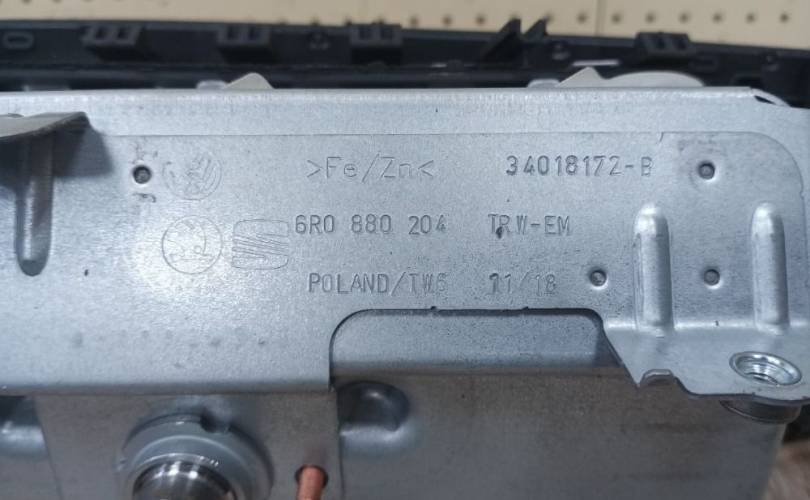 >Fe/Zn< 34018172-B
6R0 880 204 TRW-EM
POLAND/TW6 11/18